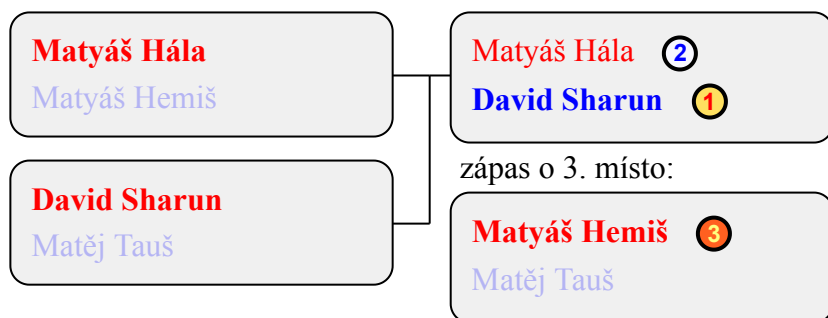 Matyáš Hála
Matyáš Hemiš
David Sharun
Matěj Tauš
Matyáš Hála 2
David Sharun 1
zápas o 3. místo:
Matyáš Hemiš 3
Matěj Tauš